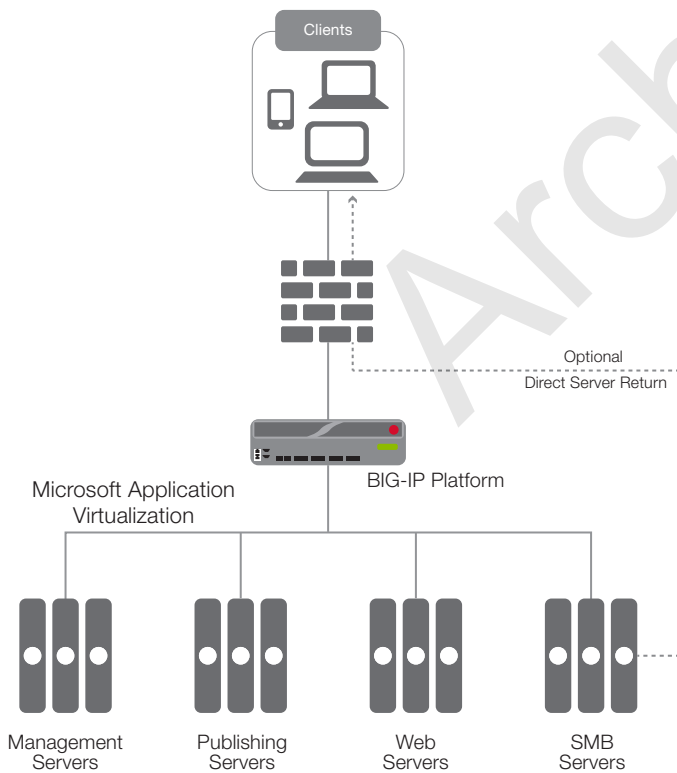 Clients
Optional
Direct Server Return
BIG-IP Platform
Microsoft Application
Virtualization
Management
Servers
Publishing
Servers
Web
Servers
SMB
Servers
Arch